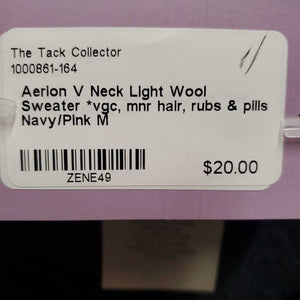 The Tack Collector
1000861-164
Aerion V Neck Light Wool
Sweater *vgc, mnr hair, rubs & pills
Navy/Pink M
$20.00
ZENE49